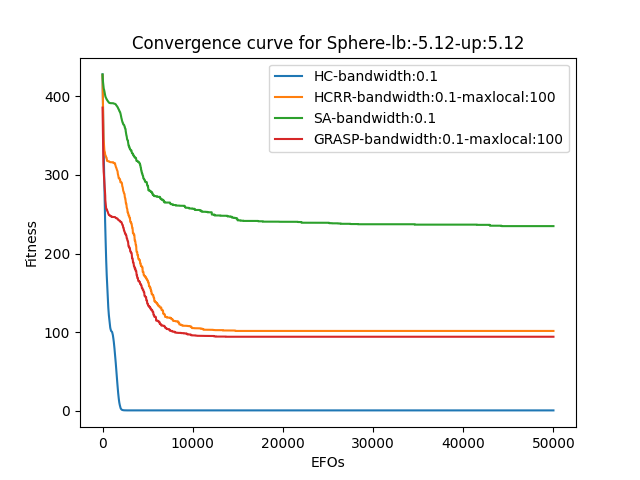 Convergence curve for Sphere-lb:-5.12-up:5.12
HC-bandwidth:0.1
HCRR-bandwidth:0.1-maxlocal:100
SA-bandwidth:0.1
GRASP-bandwidth:0.1-maxlocal:100
Fitness
400
300
200
100
0
0 10000 20000 30000 40000 50000
EFOs